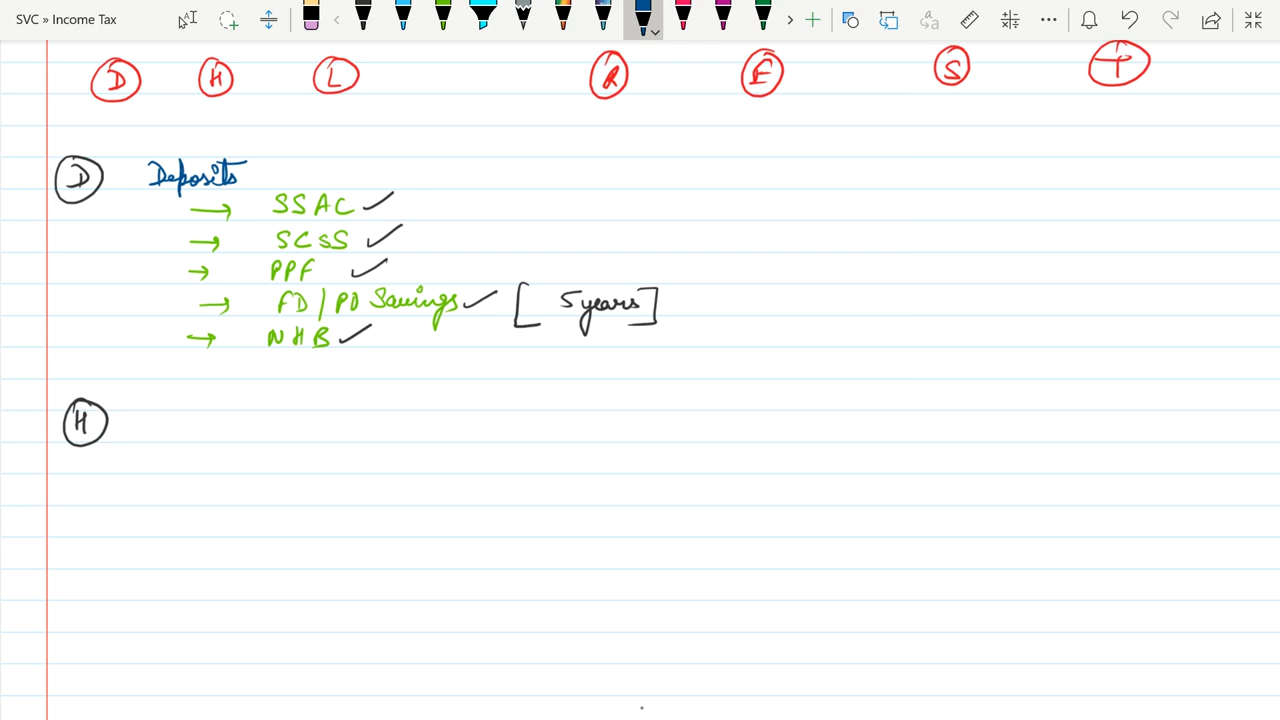 SVC » Income Tax
D H L R E S T
D Deposits
→ SSAC ✓
→ SCSS ✓
→ PPF ✓
→ FD/PO Savings ✓ [ 5 years ]
→ NHB ✓
H